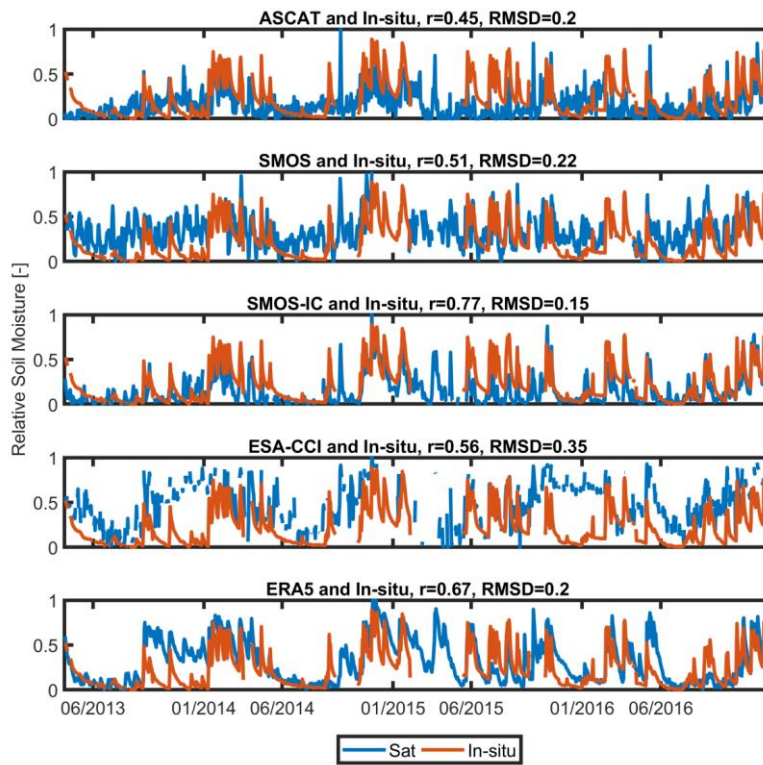 ASCAT and In-situ, r=0.45, RMSD=0.2
1
0.5
0
SMOS and In-situ, r=0.51, RMSD=0.22
1
0.5
0
SMOS-IC and In-situ, r=0.77, RMSD=0.15
1
0.5
0
Relative Soil Moisture [-]
ESA-CCI and In-situ, r=0.56, RMSD=0.35
1
0.5
0
ERA5 and In-situ, r=0.67, RMSD=0.2
1
0.5
0
06/2013 01/2014 06/2014 01/2015 06/2015 01/2016 06/2016
Sat In-situ